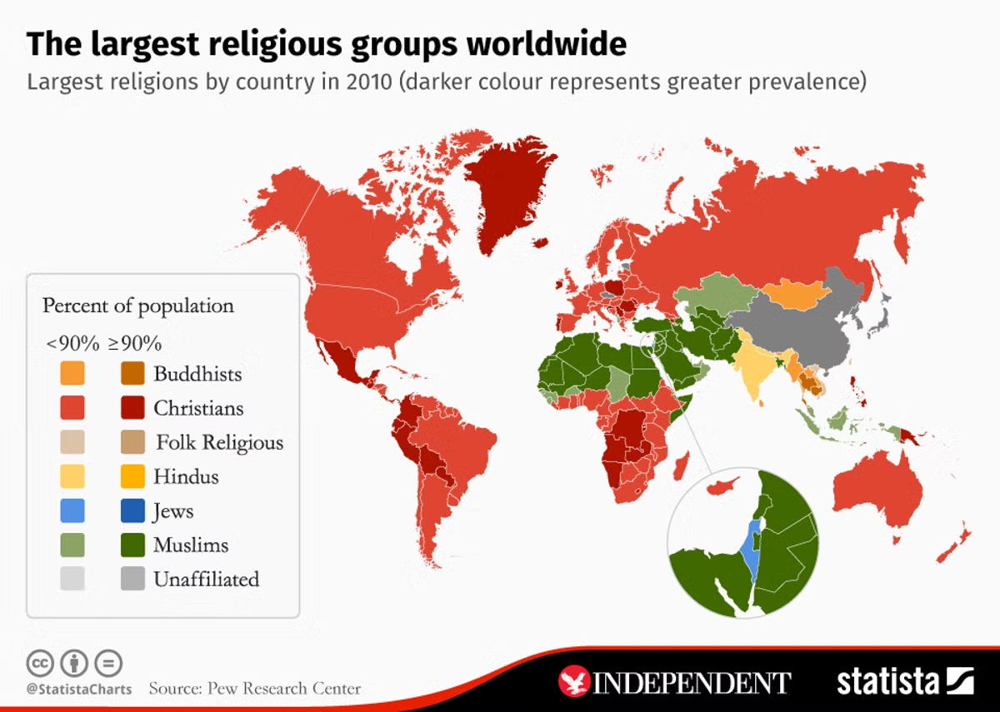 The largest religious groups worldwide
Largest religions by country in 2010 (darker colour represents greater prevalence)
Percent of population
<90% ≥90%
Buddhists
Christians
Folk Religious
Hindus
Jews
Muslims
Unaffiliated
cc
@StatistaCharts Source: Pew Research Center
INDEPENDENT
statista